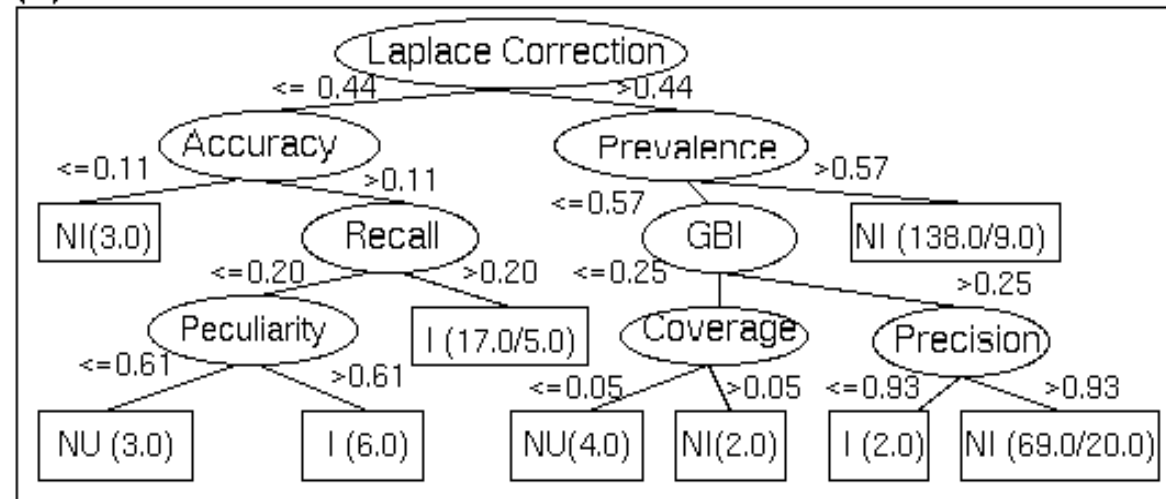 Laplace Correction
<= 0.44 >0.44
Accuracy Prevalence
<=0.11 >0.11 <=0.57 >0.57
NI(3.0) Recall GBI NI (138.0/9.0)
<=0.20 >0.20 <=0.25 >0.25
Peculiarity I (17.0/5.0) Coverage Precision
<=0.61 >0.61 <=0.05 >0.05 <=0.93 >0.93
NU (3.0) I (6.0) NU(4.0) NI(2.0) I (2.0) NI (69.0/20.0)